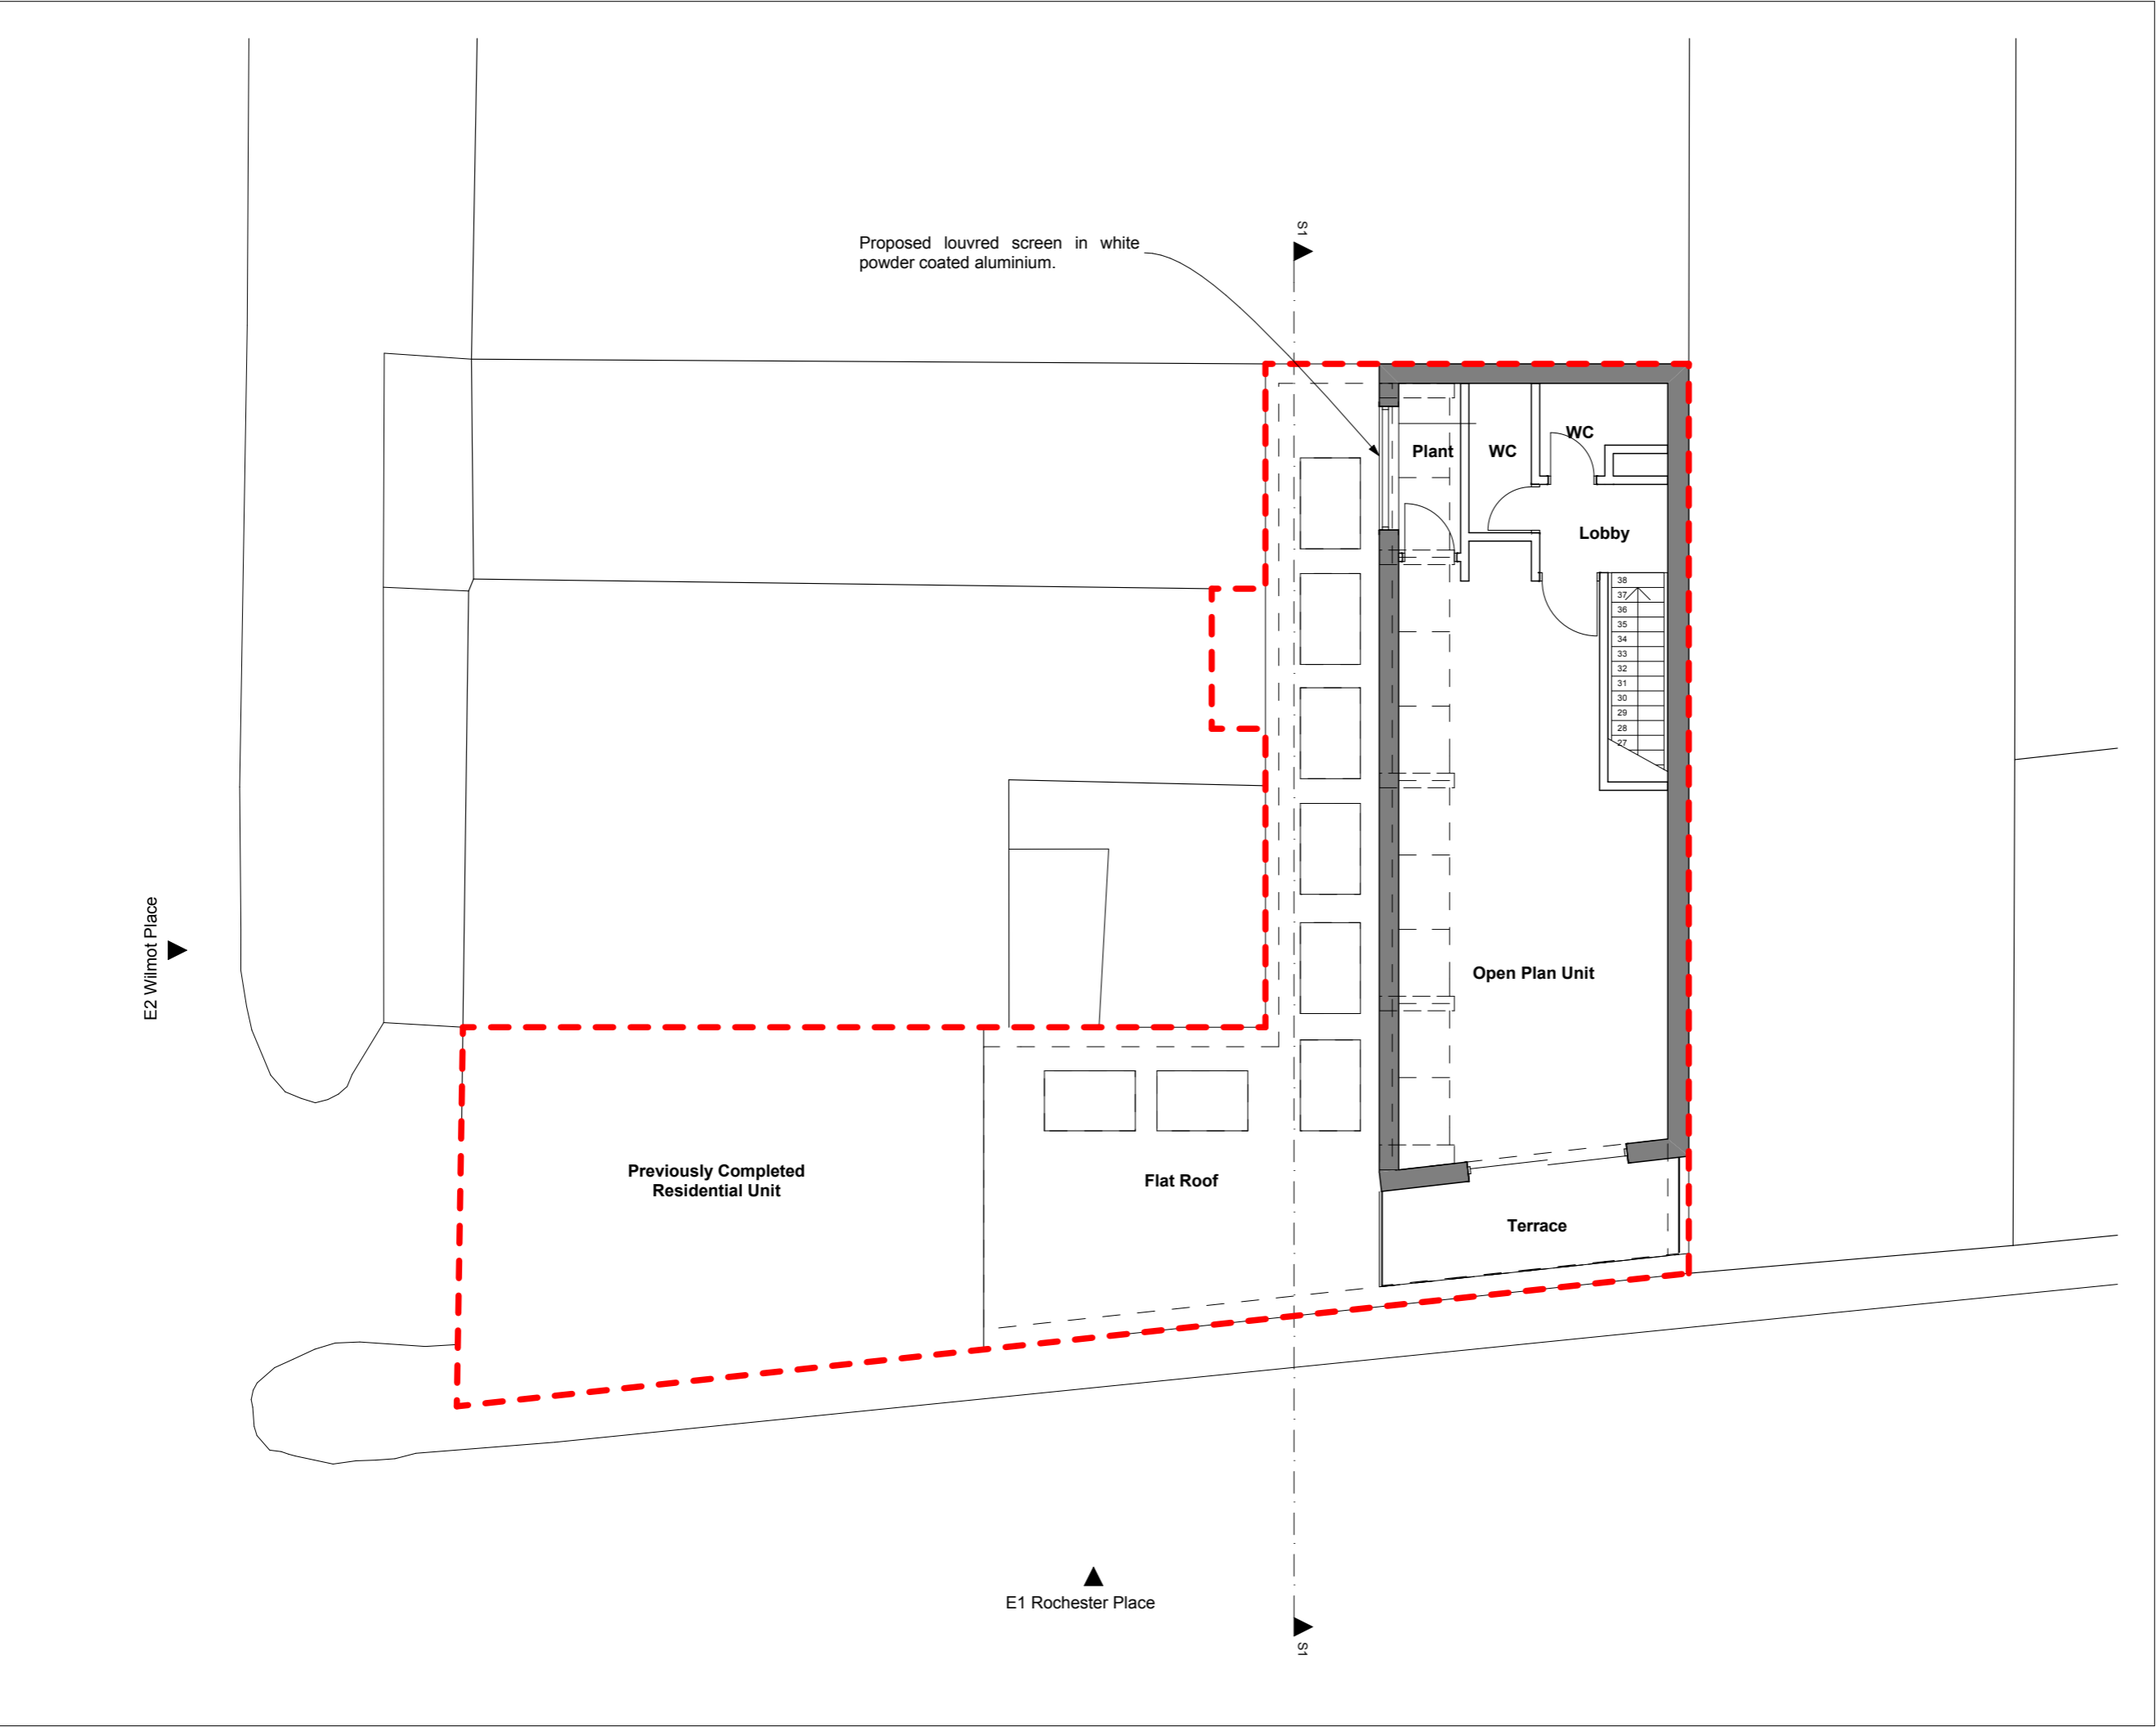 S1
Proposed louvred screen in white
powder coated aluminium.
WC
Plant
WC
Lobby
38
37
36
35
34
33
32
31
30
29
28
27
E2 Wilmot Place
Open Plan Unit
Previously Completed
Residential Unit
Flat Roof
Terrace
E1 Rochester Place
S1